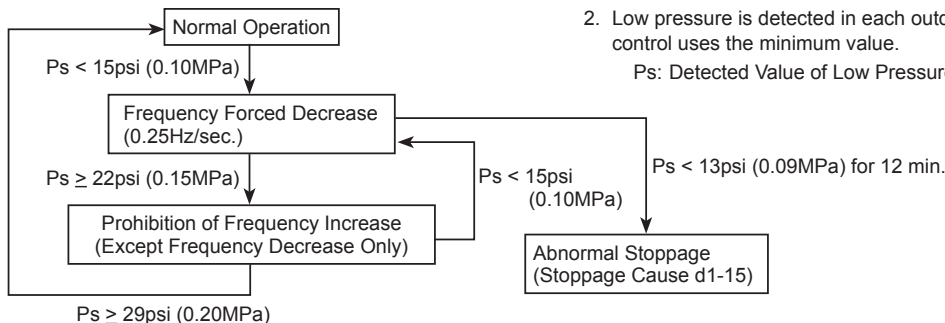 Normal Operation
2. Low pressure is detected in each
control uses the minimum value.
Ps: Detected Value of Low Pressure
Ps < 15psi (0.10MPa)
Frequency Forced Decrease
(0.25Hz/sec.)
Ps ≥ 22psi (0.15MPa)
Ps < 15psi
(0.10MPa)
Ps < 13psi (0.09MPa) for 12 min.
Prohibition of Frequency Increase
(Except Frequency Decrease Only)
Abnormal Stoppage
(Stoppage Cause d1-15)
Ps ≥ 29psi (0.20MPa)